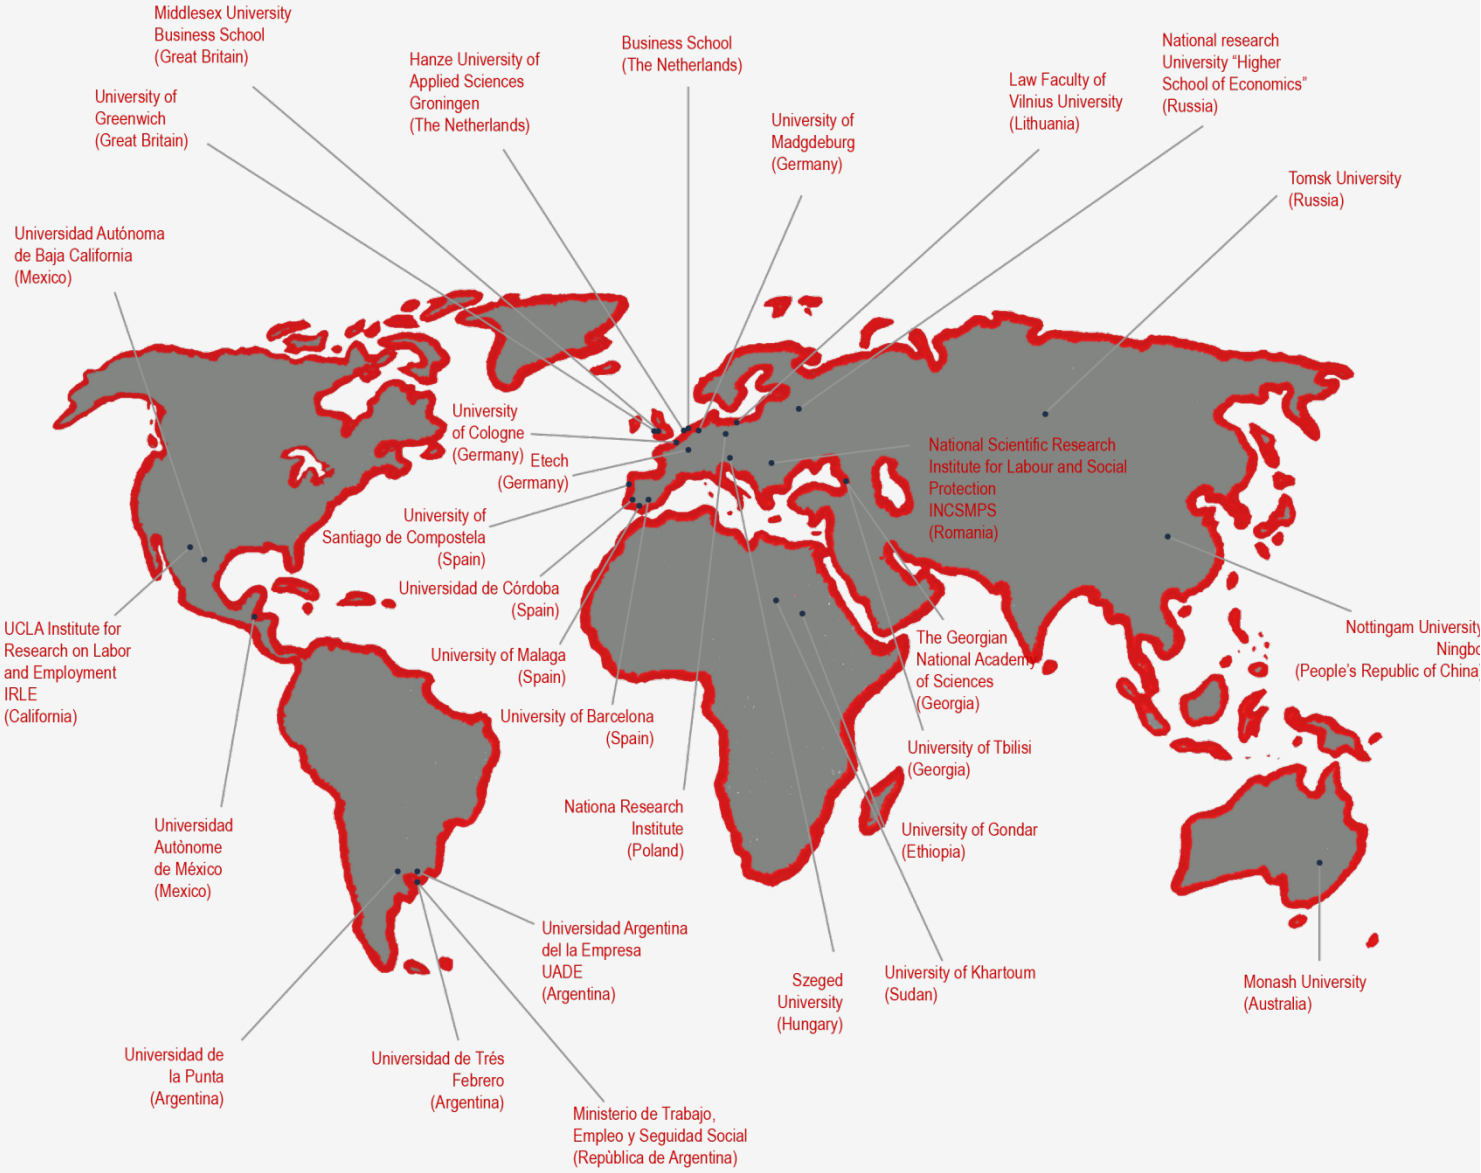 Middlesex University
Business School
(Great Britain)
Hanze University of
Applied Sciences
Groningen
(The Netherlands)
Business School
(The Netherlands)
National research
University “Higher
School of Economics”
(Russia)
Law Faculty of
Vilnius University
(Lithuania)
University of
Greenwich
(Great Britain)
University of
Madgdeburg
(Germany)
Tomsk University
(Russia)
Universidad Autónoma
de Baja California
(Mexico)
University
of Cologne
(Germany)
Etech
(Germany)
National Scientific Research
Institute for Labour and Social
Protection
INCSMPS
(Romania)
University of
Santiago de Compostela
(Spain)
Universidad de Córdoba
(Spain)
UCLA Institute for
Research on Labor
and Employment
IRLE
(California)
University of Malaga
(Spain)
The Georgian
National Academy
of Sciences
(Georgia)
Nottingam University
Ningbo
(People's Republic of China)
University of Barcelona
(Spain)
University of Tbilisi
(Georgia)
Nationa Research
Institute
(Poland)
Universidad
Autònome
de México
(Mexico)
University of Gondar
(Ethiopia)
Universidad Argentina
del la Empresa
UADE
(Argentina)
Szeged
University
(Hungary)
University of Khartoum
(Sudan)
Monash University
(Australia)
Universidad de
la Punta
(Argentina)
Universidad de Trés
Febrero
(Argentina)
Ministerio de Trabajo,
Empleo y Seguidad Social
(Repùblica de Argentina)